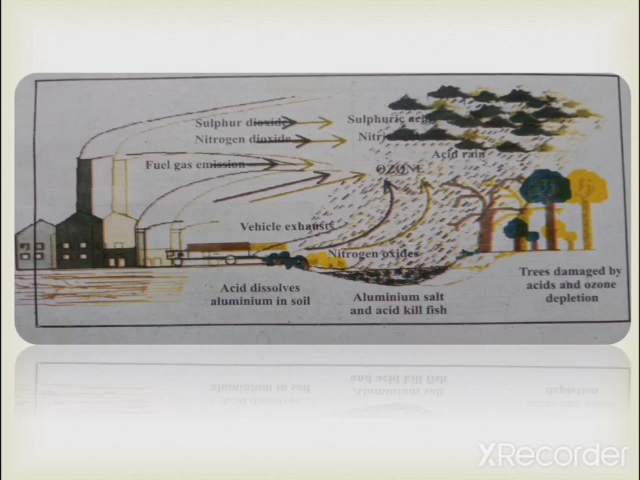 Sulphur dioxide
Sulphuric acid
Nitrogen dioxide
Acid rain
Fuel gas emission
OZONE
Vehicle exhausts
Nitrogen oxides
Acid dissolves
aluminium in soil
Aluminium salt
and acid kill fish
Trees damaged by
acids and ozone
depletion
XRecorder